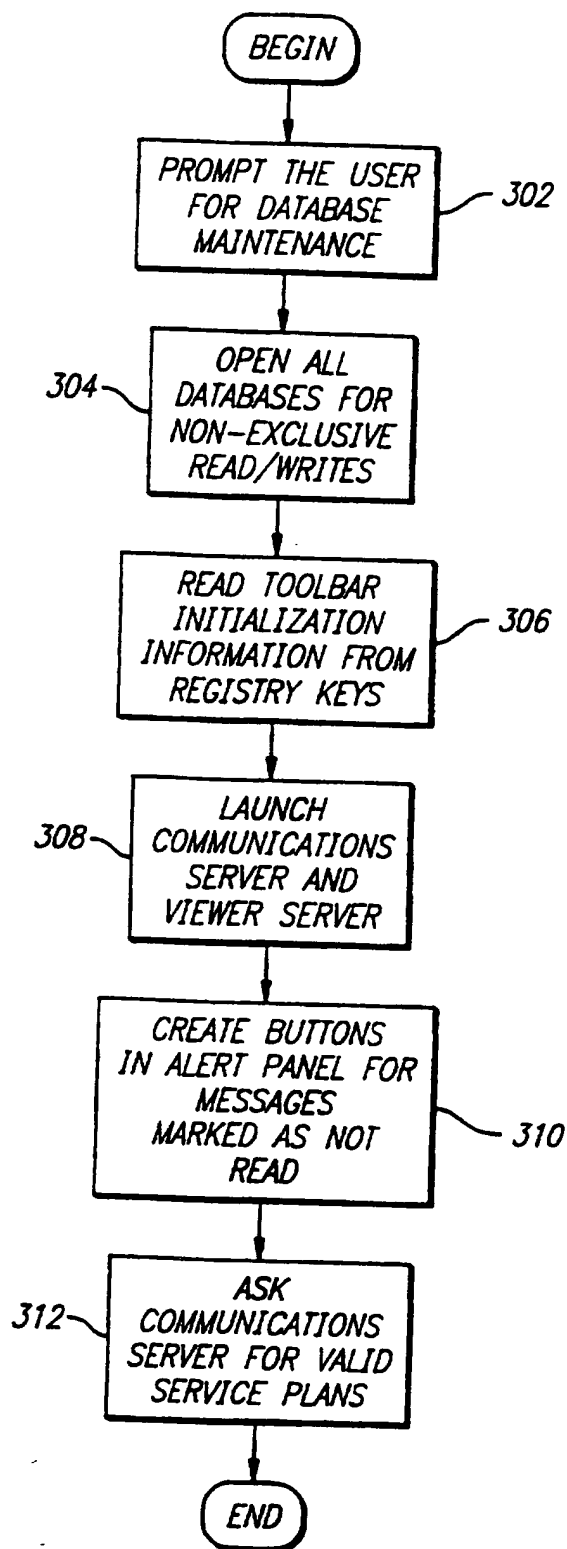 BEGIN
PROMPT THE USER
FOR DATABASE
MAINTENANCE
302
OPEN ALL
DATABASES FOR
NON-EXCLUSIVE
READ/WRITES
304
READ TOOLBAR
INITIALIZATION
INFORMATION FROM
REGISTRY KEYS
306
LAUNCH
COMMUNICATIONS
SERVER AND
VIEWER SERVER
308
CREATE BUTTONS
IN ALERT PANEL FOR
MESSAGES
MARKED AS NOT
READ
310
ASK
COMMUNICATIONS
SERVER FOR VALID
SERVICE PLANS
312
END